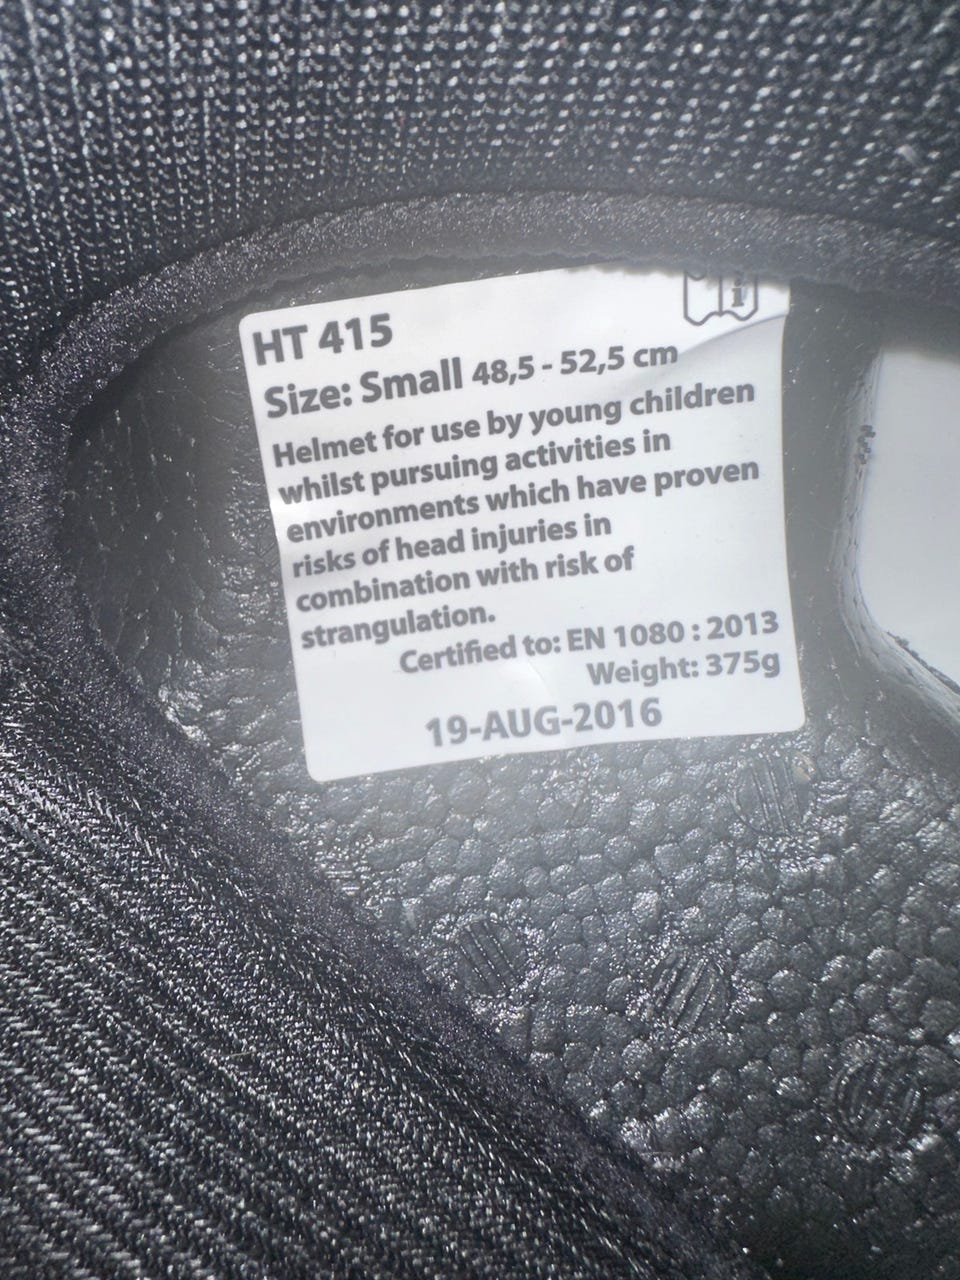 HT 415
Size: Small 48,5 - 52,5 cm
Helmet for use by young children
whilst pursuing activities in
environments which have proven
risks of head injuries in
combination with risk of
strangulation.
Certified to: EN 1080 : 2013
Weight: 375g
19-AUG-2016